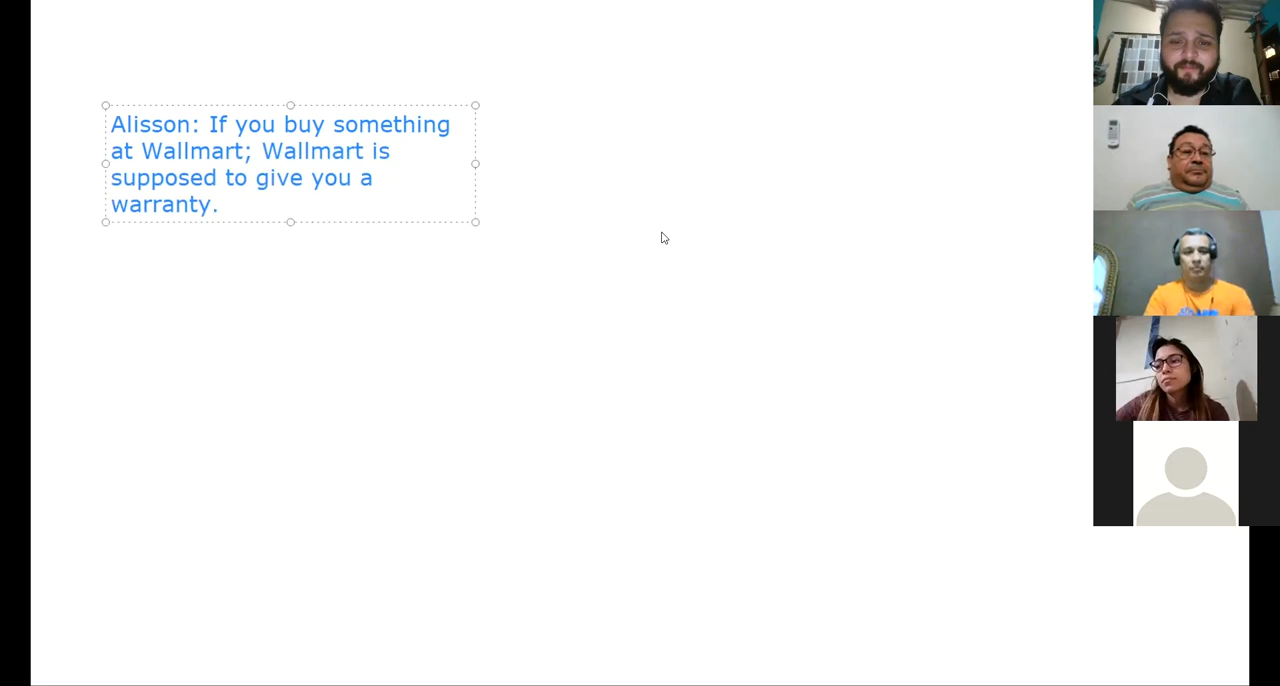 Alisson: If you buy something
at Wallmart; Wallmart is
supposed to give you a
warranty.